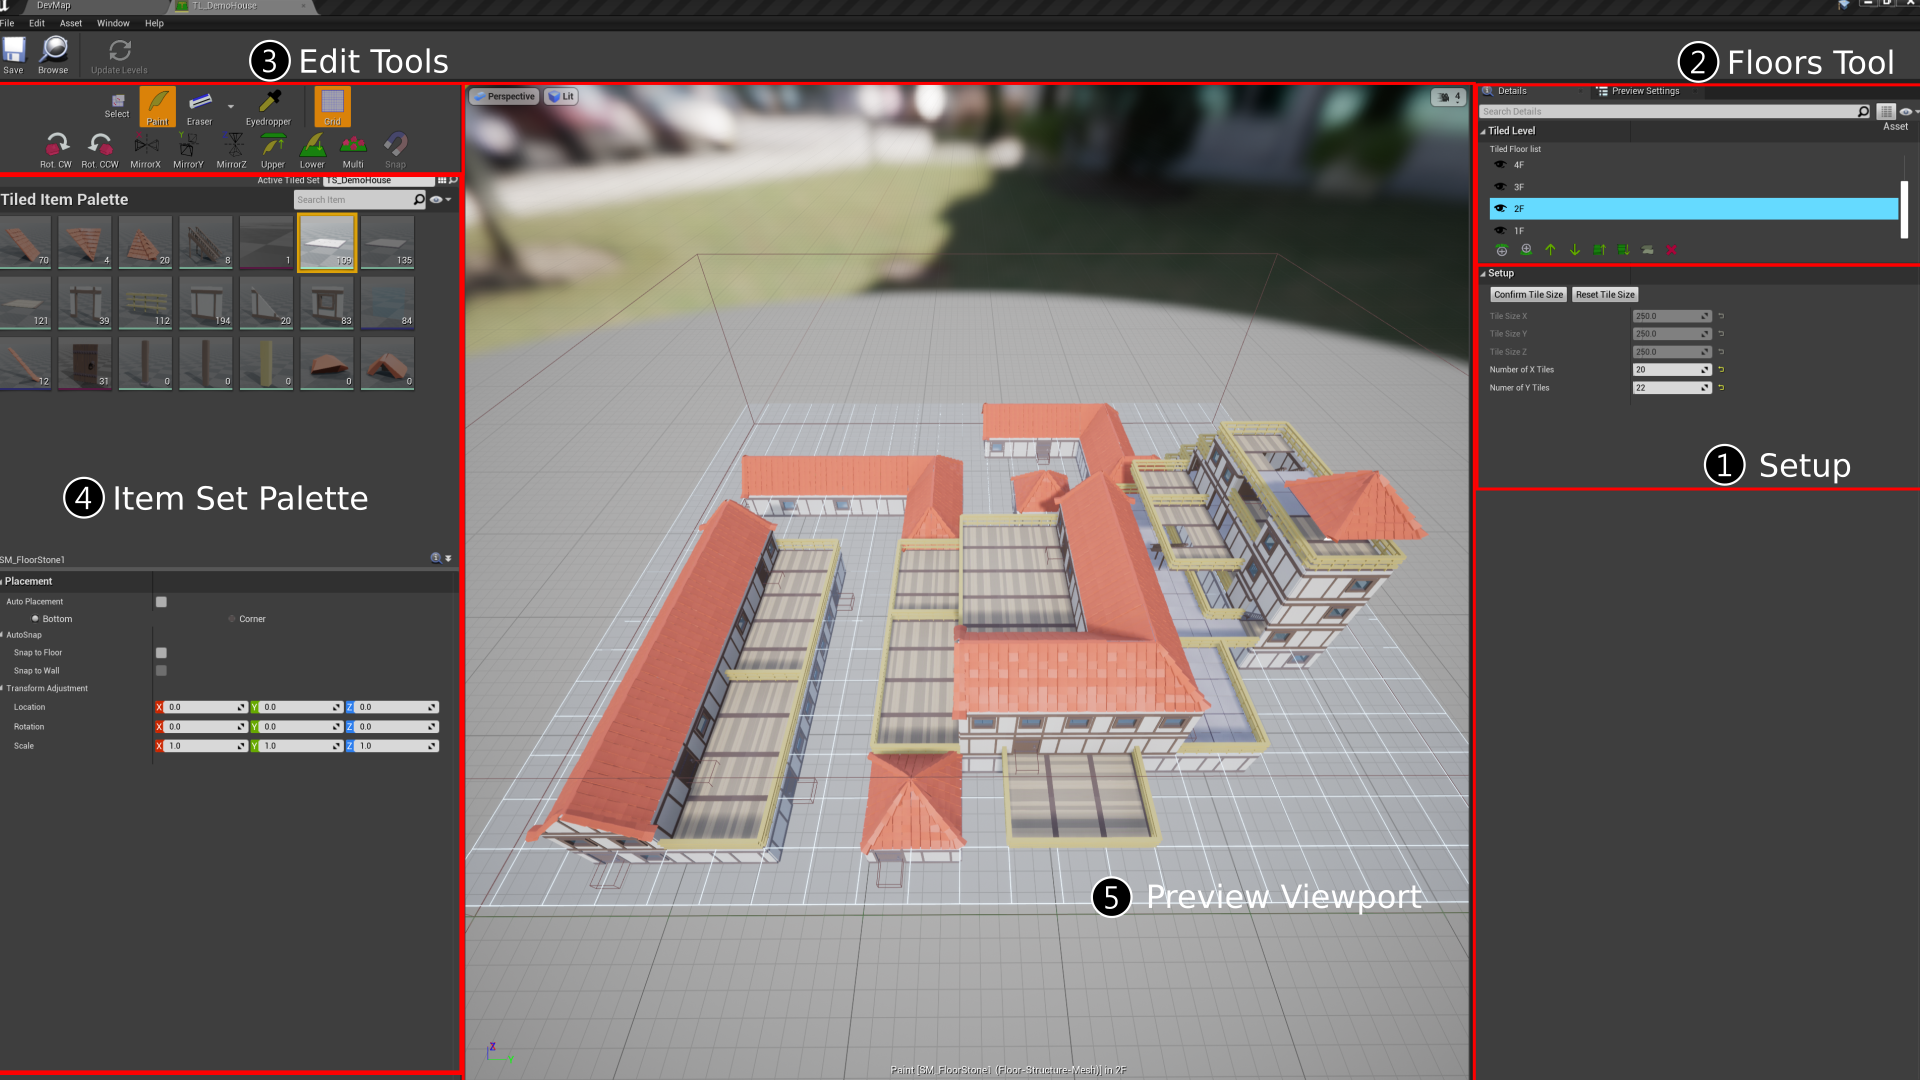 DevMap
TL_DemoHouse
File Edit Asset Window Help
Save Browse Update Levels
3 Edit Tools
2 Floors Tool
Select Paint Eraser Eyedropper Grid
Rot. CW Rot. CCW MirrorX MirrorY MirrorZ Upper Lower Multi Snap
Active Tiled Set TS_DemoHouse
Tiled Item Palette
Search Item
70 4 20 8 1 109 135
121 39 112 194 20 83 84
12 31 0 0 0 0 0
4 Item Set Palette
SM_FloorStone1
Placement
Auto Placement
Bottom Corner
AutoSnap
Snap to Floor
Snap to Wall
Transform Adjustment
Location X 0.0 Y 0.0 Z 0.0
Rotation X 0.0 Y 0.0 Z 0.0
Scale X 1.0 Y 1.0 Z 1.0
Perspective Lit
4
5 Preview Viewport
Z
Y
Paint [SM_FloorStone1 (Floor-Structure-Mesh)] in 2F
Details Preview Settings
Search Details
Asset
Tiled Level
Tiled Floor list
4F
3F
2F
1F
Setup
Confirm Tile Size Reset Tile Size
Tile Size X 250.0
Tile Size Y 250.0
Tile Size Z 250.0
Number of X Tiles 20
Numer of Y Tiles 22
1 Setup